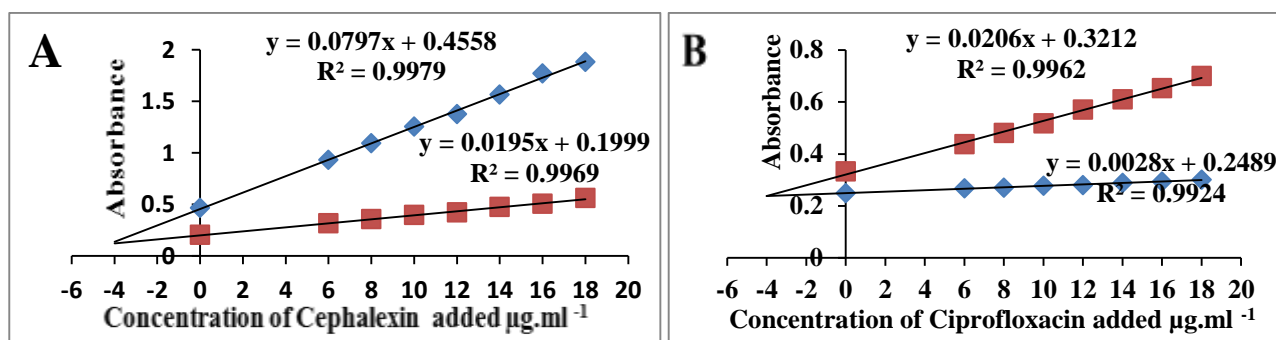 A
y = 0.0797x + 0.4558
R² = 0.9979
y = 0.0195x + 0.1999
R² = 0.9969
Absorbance
2
1.5
1
0.5
0
-6 -4 -2 0 2 4 6 8 10 12 14 16 18 20
Concentration of Cephalexin added µg.ml -1
B
y = 0.0206x + 0.3212
R² = 0.9962
y = 0.0028x + 0.2489
R² = 0.9924
Absorbance
0.8
0.6
0.4
0.2
0
-6 -4 -2 0 2 4 6 8 10 12 14 16 18 20
Concentration of Ciprofloxacin added µg.ml -1